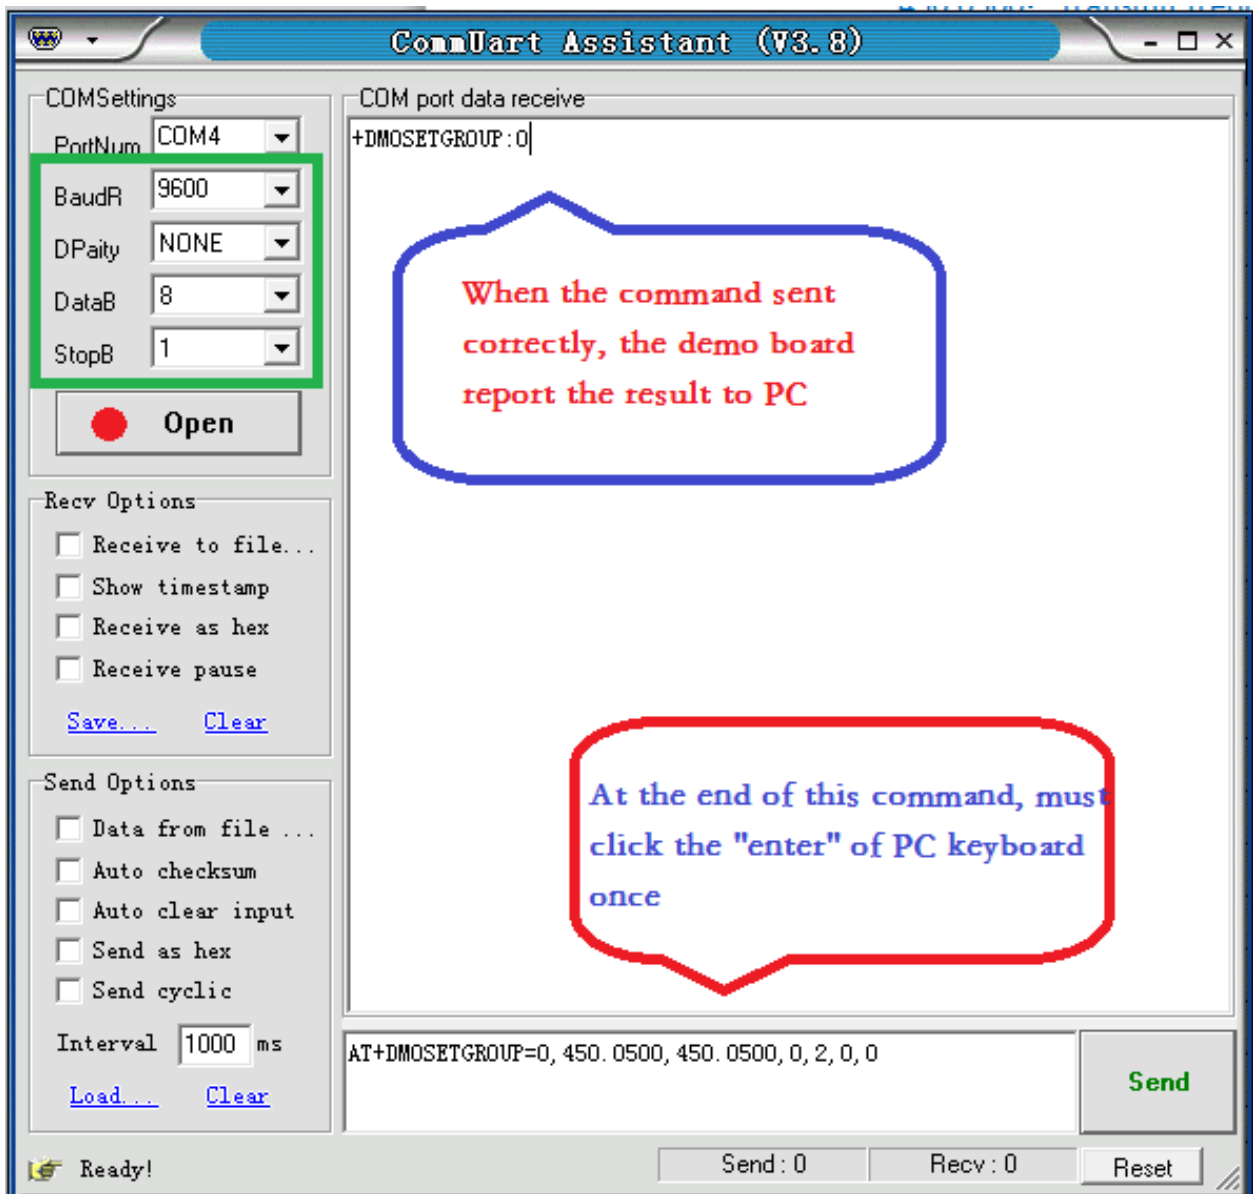 CommUart Assistant (V3.8)
COMSettings
PortNum COM4
BaudR 9600
DPaity NONE
DataB 8
StopB 1
Open
Recv Options
Receive to file...
Show timestamp
Receive as hex
Receive pause
Save... Clear
Send Options
Data from file ...
Auto checksum
Auto clear input
Send as hex
Send cyclic
Interval 1000 ms
Load... Clear
COM port data receive
+DMOSETGROUP:0
When the command sent
correctly, the demo board
report the result to PC
At the end of this command, must
click the "enter" of PC keyboard
once
AT+DMOSETGROUP=0, 450.0500, 450.0500, 0, 2, 0, 0
Send
Ready!
Send : 0
Recv : 0
Reset